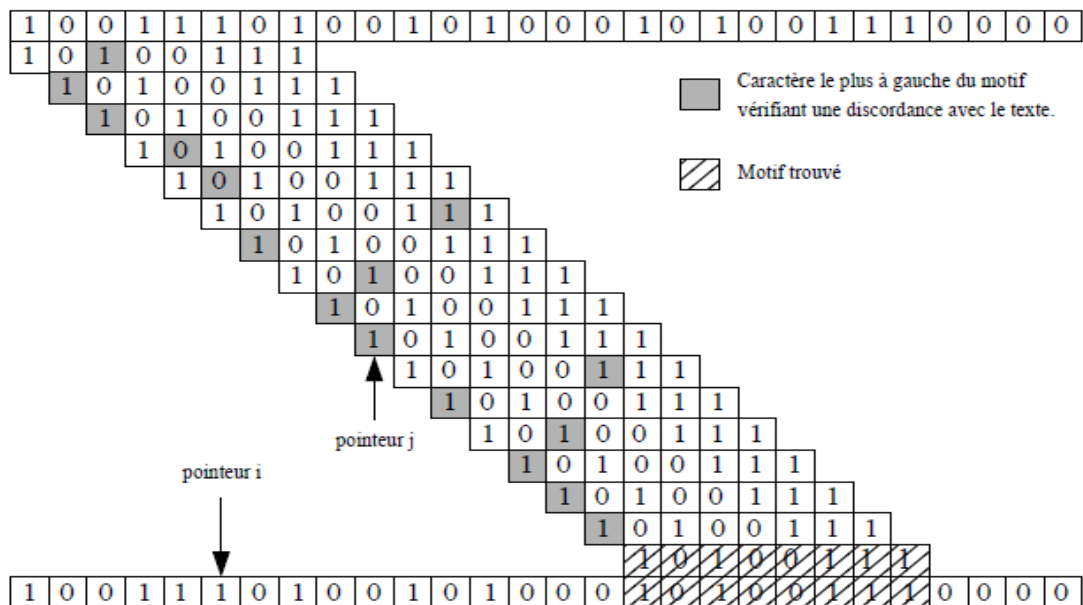 1 0 0 1 1 1 0 1 0 0 1 0 1 0 0 0 1 0 1 0 0 1 1 1 0 0 0 0
1 0 1 0 0 1 1 1
1 0 1 0 0 1 1 1
Caractère le plus à gauche du motif
vérifiant une discordance avec le texte.
1 0 1 0 0 1 1 1
1 0 1 0 0 1 1 1
1 0 1 0 0 1 1 1
Motif trouvé
1 0 1 0 0 1 1 1
1 0 1 0 0 1 1 1
1 0 1 0 0 1 1 1
1 0 1 0 0 1 1 1
1 0 1 0 0 1 1 1
1 0 1 0 0 1 1 1
1 0 1 0 0 1 1 1
1 0 1 0 0 1 1 1
pointeur j
1 0 1 0 0 1 1 1
pointeur i
1 0 1 0 0 1 1 1
1 0 1 0 0 1 1 1
1 0 1 0 0 1 1 1
1 0 0 1 1 1 0 1 0 0 1 0 1 0 0 0 1 0 1 0 0 1 1 1 0 0 0 0